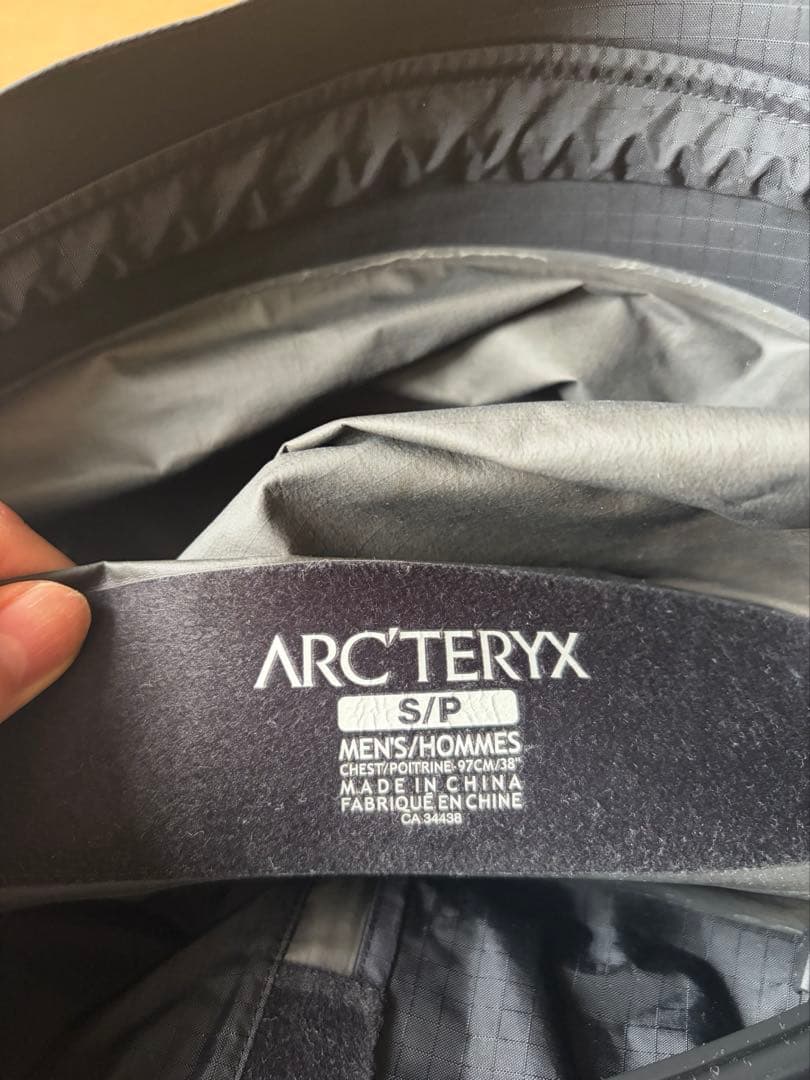 ARC'TERYX
S/P
MEN'S/HOMMES
CHEST/POITRINE-97CM/38"
MADE IN CHINA
FABRIQUÉ EN CHINE
CA 34438